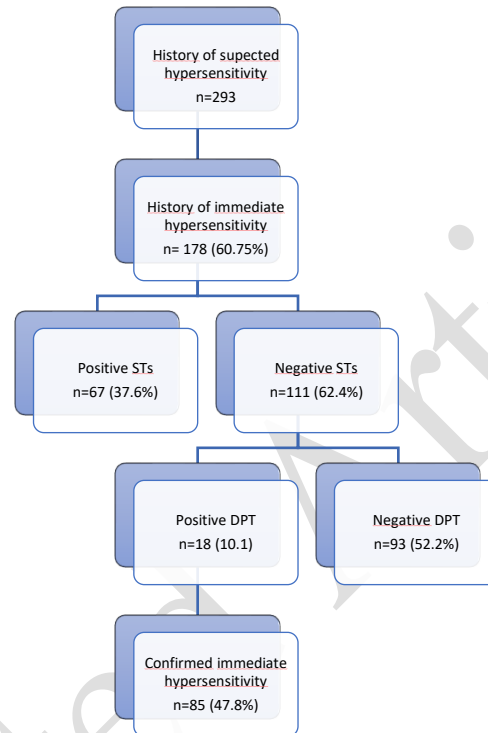 History of supected
hypersensitivity
n=293
History of immediate
hypersensitivity
n= 178 (60.75%)
Positive STs
n=67 (37.6%)
Negative STs
n=111 (62.4%)
Positive DPT
n=18 (10.1)
Negative DPT
n=93 (52.2%)
Confirmed immediate
hypersensitivity
n=85 (47.8%)